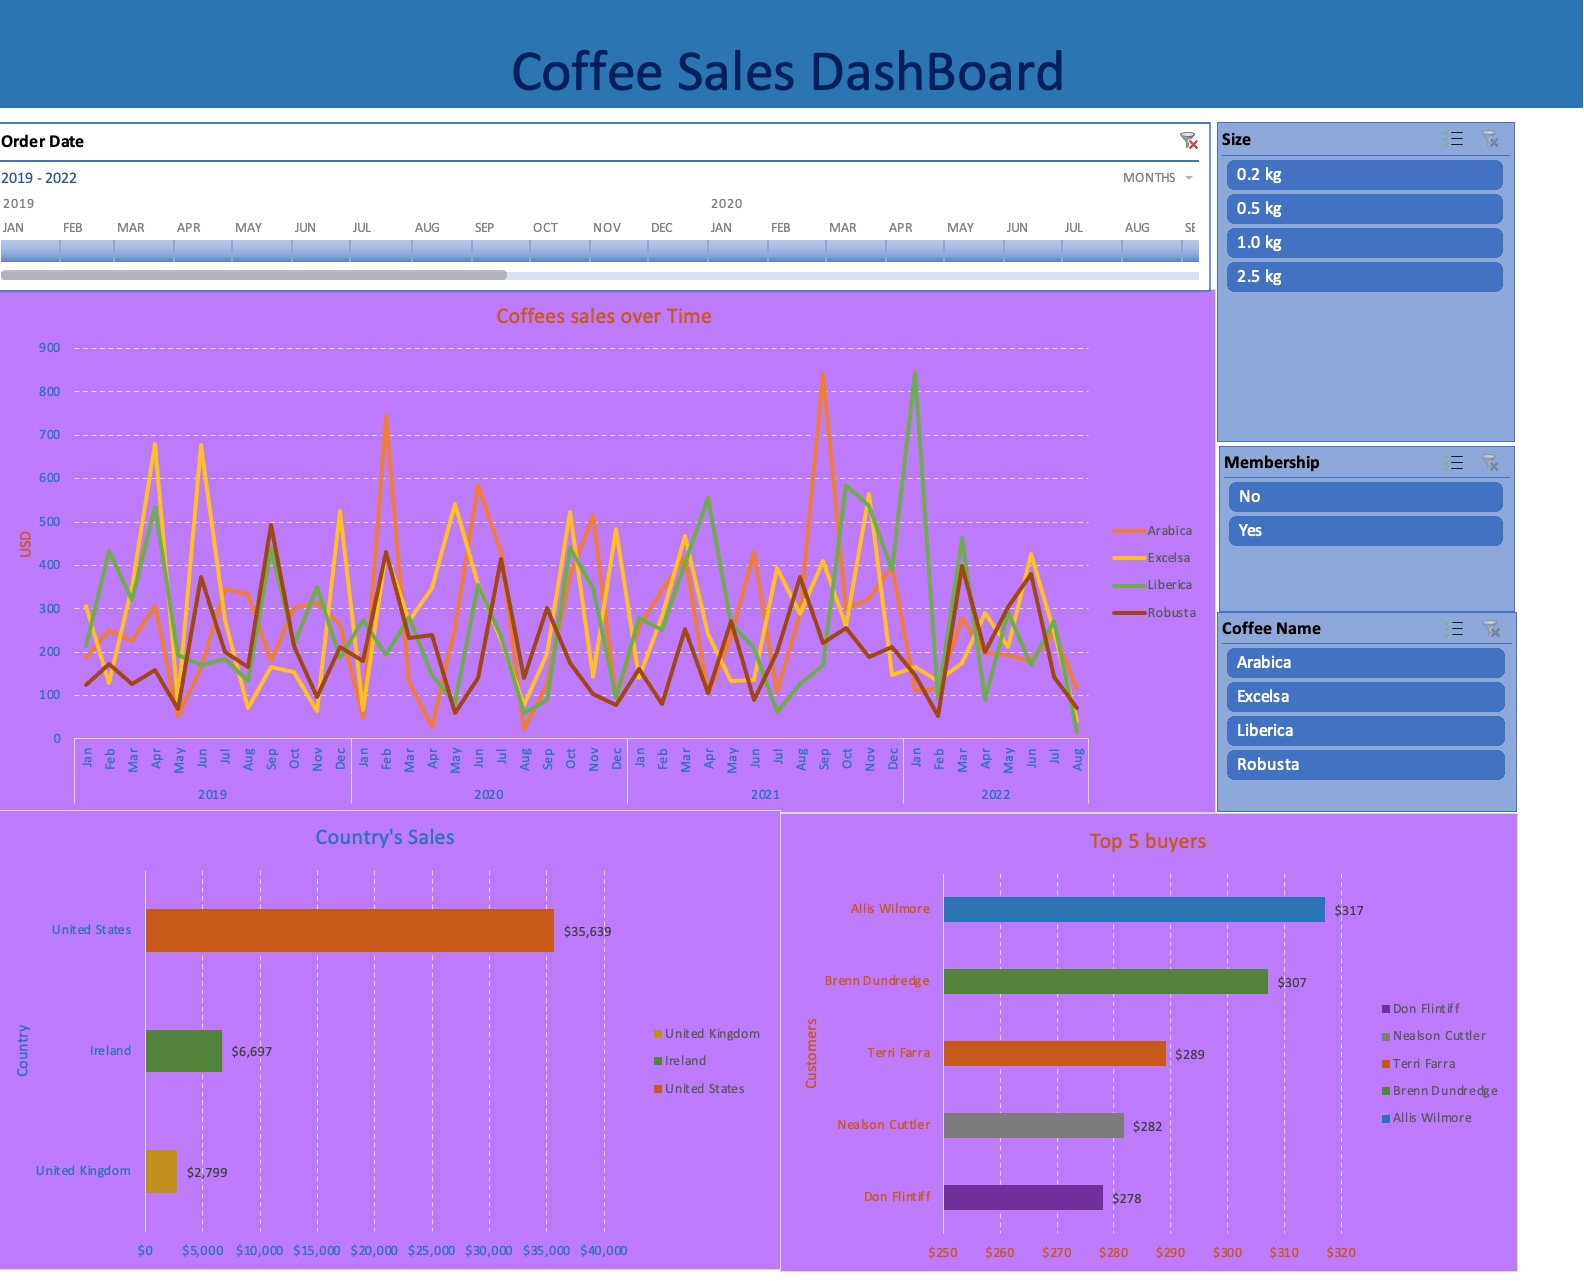 Coffee Sales DashBoard
Order Date
2019 - 2022
MONTHS
2019 2020
JAN FEB MAR APR MAY JUN JUL AUG SEP OCT NOV DEC JAN FEB MAR APR MAY JUN JUL AUG SE
Size
0.2 kg
0.5 kg
1.0 kg
2.5 kg
Membership
No
Yes
Coffee Name
Arabica
Excelsa
Liberica
Robusta
Coffees sales over Time
USD
900
800
700
600
500
400
300
200
100
0
Jan Feb Mar Apr May Jun Jul Aug Sep Oct Nov Dec Jan Feb Mar Apr May Jun Jul Aug Sep Oct Nov Dec Jan Feb Mar Apr May Jun Jul Aug Sep Oct Nov Dec Jan Feb Mar Apr May Jun Jul Aug
2019 2020 2021 2022
Arabica
Excelsa
Liberica
Robusta
Country's Sales
Country
United States $35,639
Ireland $6,697
United Kingdom $2,799
$0 $5,000 $10,000 $15,000 $20,000 $25,000 $30,000 $35,000 $40,000
United Kingdom
Ireland
United States
Top 5 buyers
Customers
Allis Wilmore $317
Brenn Dundredge $307
Terri Farra $289
Nealson Cuttler $282
Don Flintiff $278
$250 $260 $270 $280 $290 $300 $310 $320
Don Flintiff
Nealson Cuttler
Terri Farra
Brenn Dundredge
Allis Wilmore